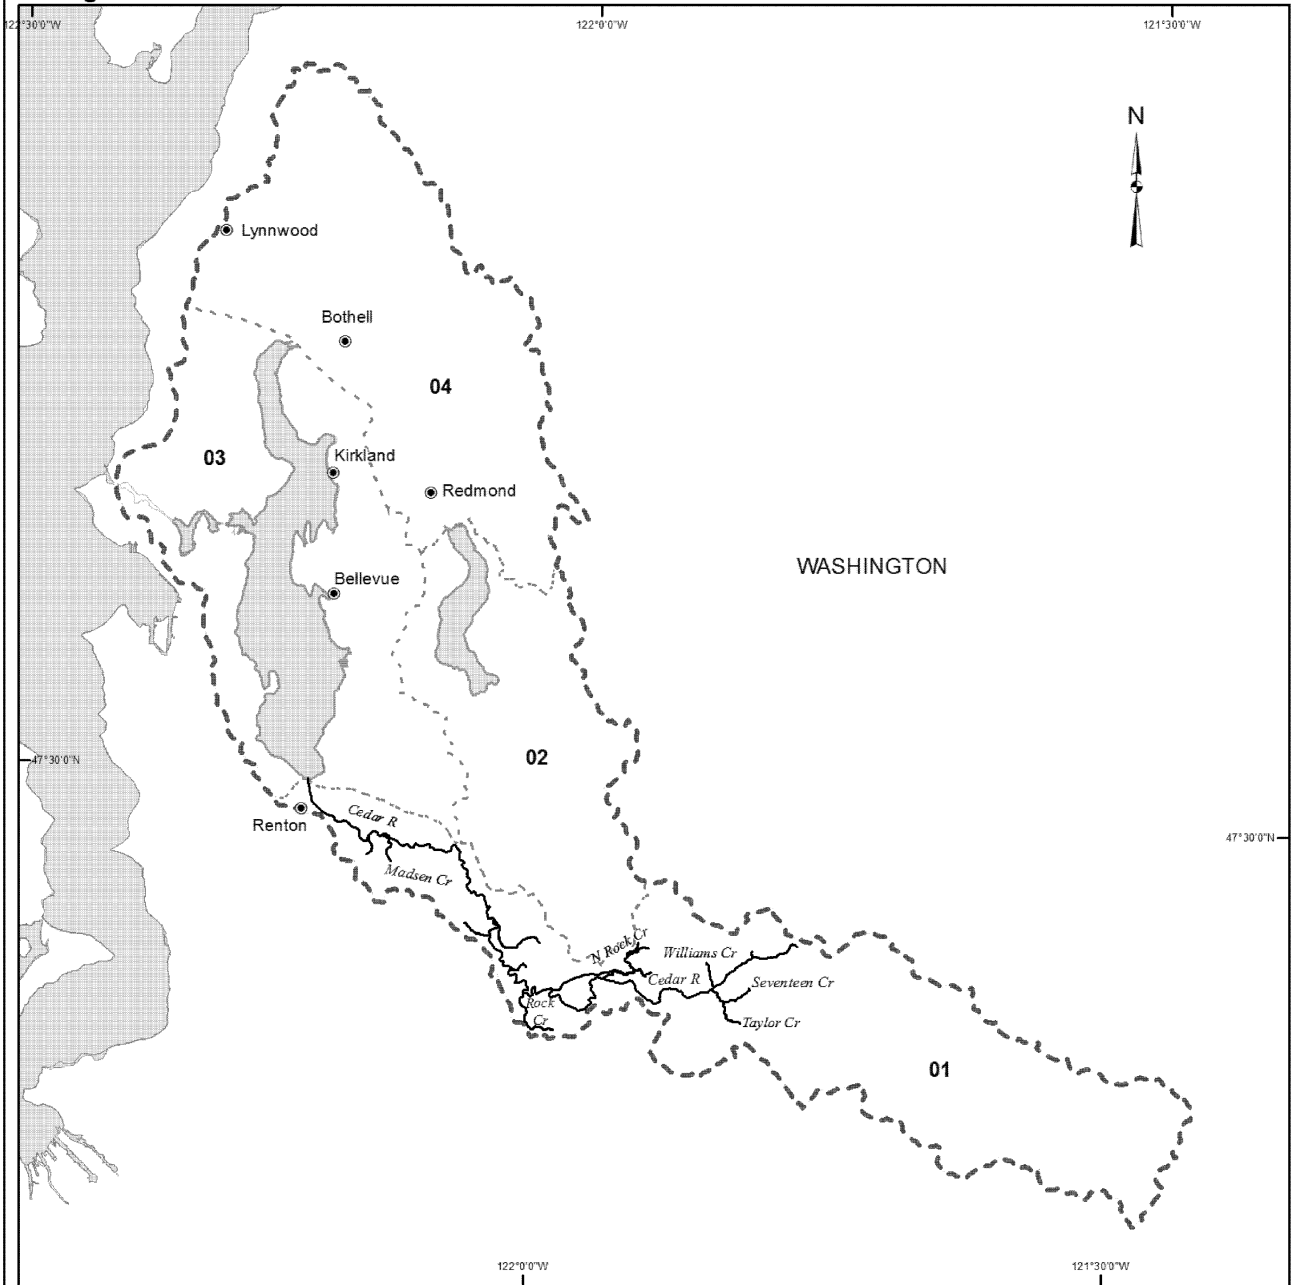 122°30'0"W
122°0'0"W
121°30'0"W
N
Lynnwood
Bothell
04
Kirkland
03
Redmond
WASHINGTON
Bellevue
02
47°30'0"N
Cedar R
Renton
47°30'0"N
Madsen Cr
N Rock Cr
Williams Cr
Cedar R
Seventeen Cr
Rock
Cr
Taylor Cr
01
122°0'0"W
121°30'0"W